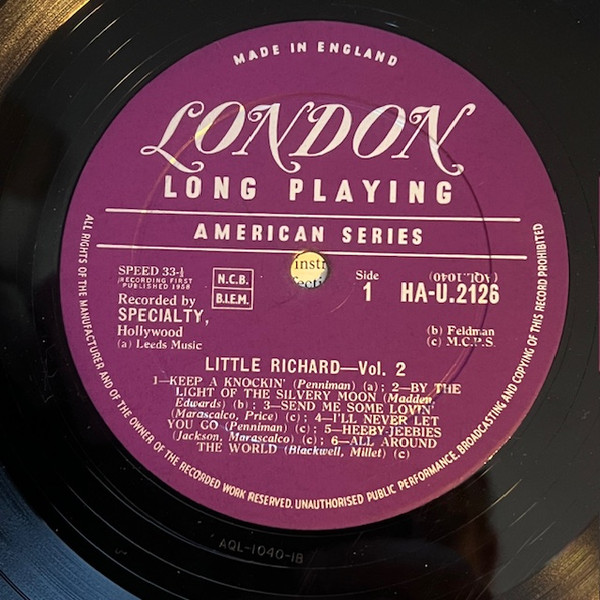 MADE IN ENGLAND
LONDON
LONG PLAYING
AMERICAN SERIES
SPEED 33-⅓
RECORDING FIRST
PUBLISHED 1958
N.C.B.
B.I.E.M.
instr
Side
1
(AQL.1040)
HA-U.2126
Recorded by
SPECIALTY,
Hollywood
(a) Leeds Music
(b) Feldman
(c) M.C.P.S.
LITTLE RICHARD—Vol. 2
1—KEEP A KNOCKIN' (Penniman) (a); 2—BY THE
LIGHT OF THE SILVERY MOON (Madden,
Edwards) (b); 3—SEND ME SOME LOVIN'
(Marascalco, Price) (c); 4—I'LL NEVER LET
YOU GO (Penniman) (c); 5—HEEBY-JEEBIES
(Jackson, Marascalco) (c); 6—ALL AROUND
THE WORLD (Blackwell, Millet) (c)
ALL RIGHTS OF THE MANUFACTURER AND OF THE OWNER OF THE RECORDED WORK RESERVED. UNAUTHORISED PUBLIC PERFORMANCE, BROADCASTING AND COPYING OF THIS RECORD PROHIBITED
AQL-1040-1B